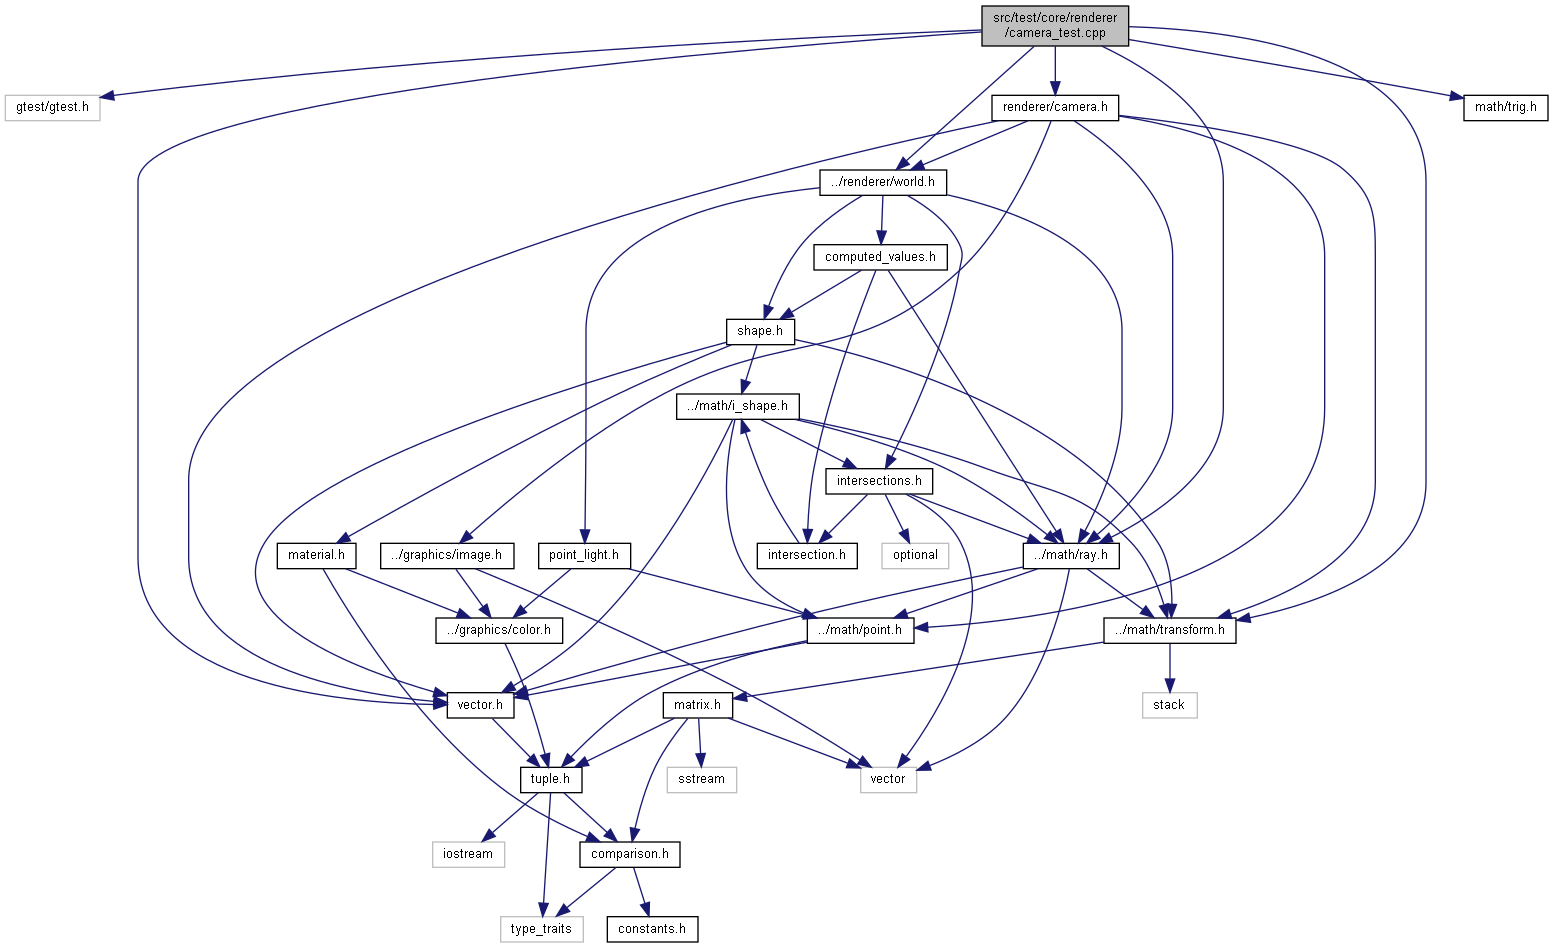 src/test/core/renderer
/camera_test.cpp
gtest/gtest.h
renderer/camera.h
math/trig.h
../renderer/world.h
computed_values.h
shape.h
../math/i_shape.h
intersections.h
material.h
../graphics/image.h
point_light.h
intersection.h
optional
../math/ray.h
../graphics/color.h
../math/point.h
../math/transform.h
vector.h
matrix.h
stack
tuple.h
sstream
vector
iostream
comparison.h
type_traits
constants.h